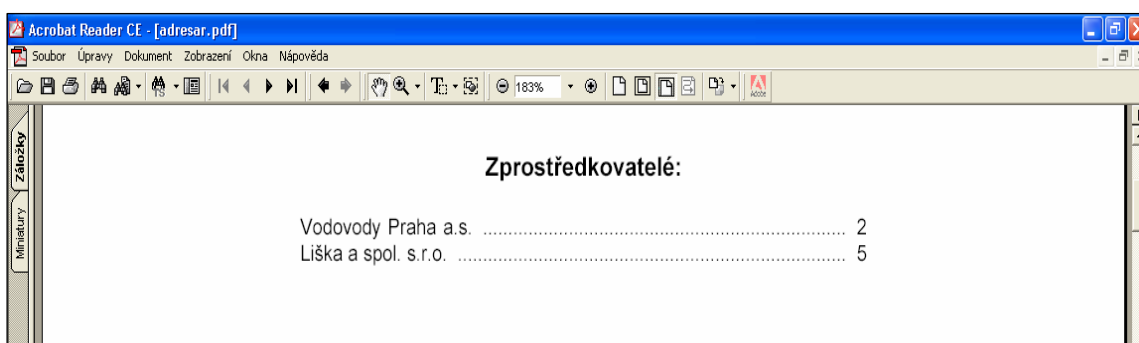 Acrobat Reader CE - [adresar.pdf]
Soubor Úpravy Dokument Zobrazení Okna Nápověda
183%
Adobe
Záložky
Miniatury
Zprostředkovatelé:
Vodovody Praha a.s. ........................................................................ 2
Liška a spol. s.r.o. ............................................................................. 5